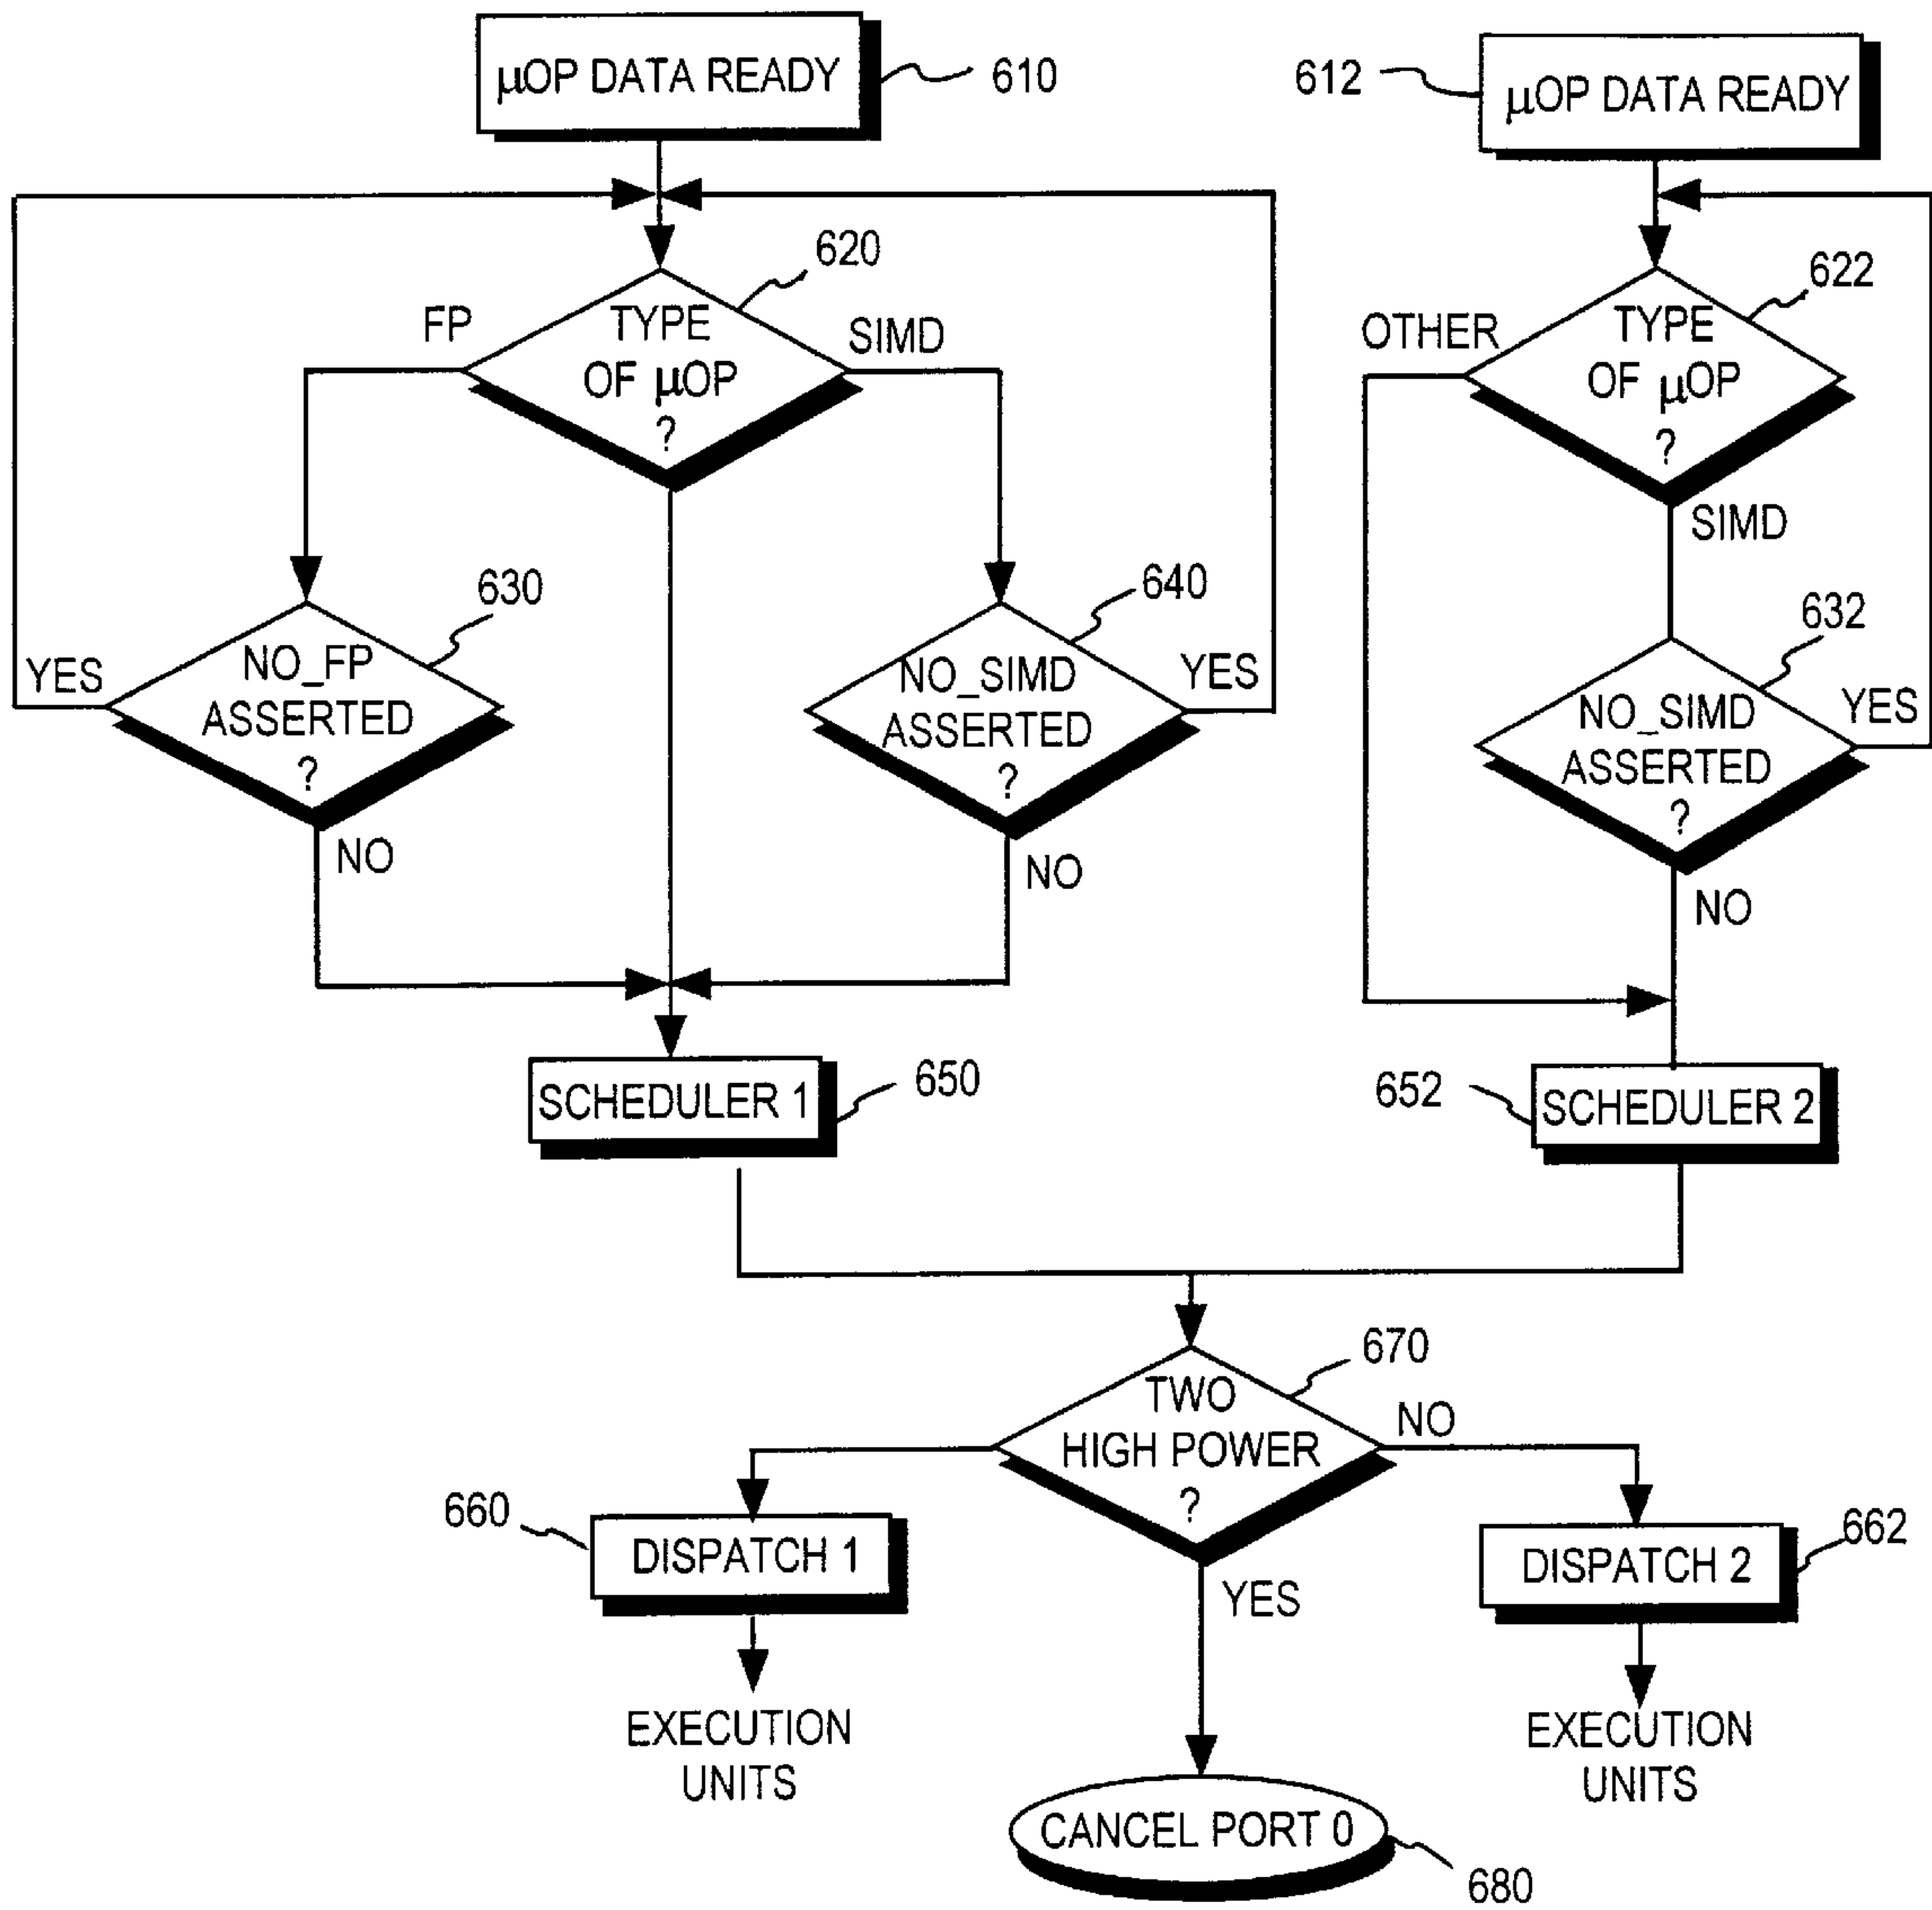 μOP DATA READY
610
612
μOP DATA READY
620
FP
TYPE
OF μOP
?
SIMD
622
OTHER
TYPE
OF μOP
?
SIMD
630
YES
NO_FP
ASSERTED
?
NO
640
NO_SIMD
ASSERTED
?
YES
NO
632
NO_SIMD
ASSERTED
?
YES
NO
SCHEDULER 1
650
652
SCHEDULER 2
670
TWO
HIGH POWER
?
NO
YES
660
DISPATCH 1
DISPATCH 2
662
EXECUTION
UNITS
EXECUTION
UNITS
CANCEL PORT 0
680